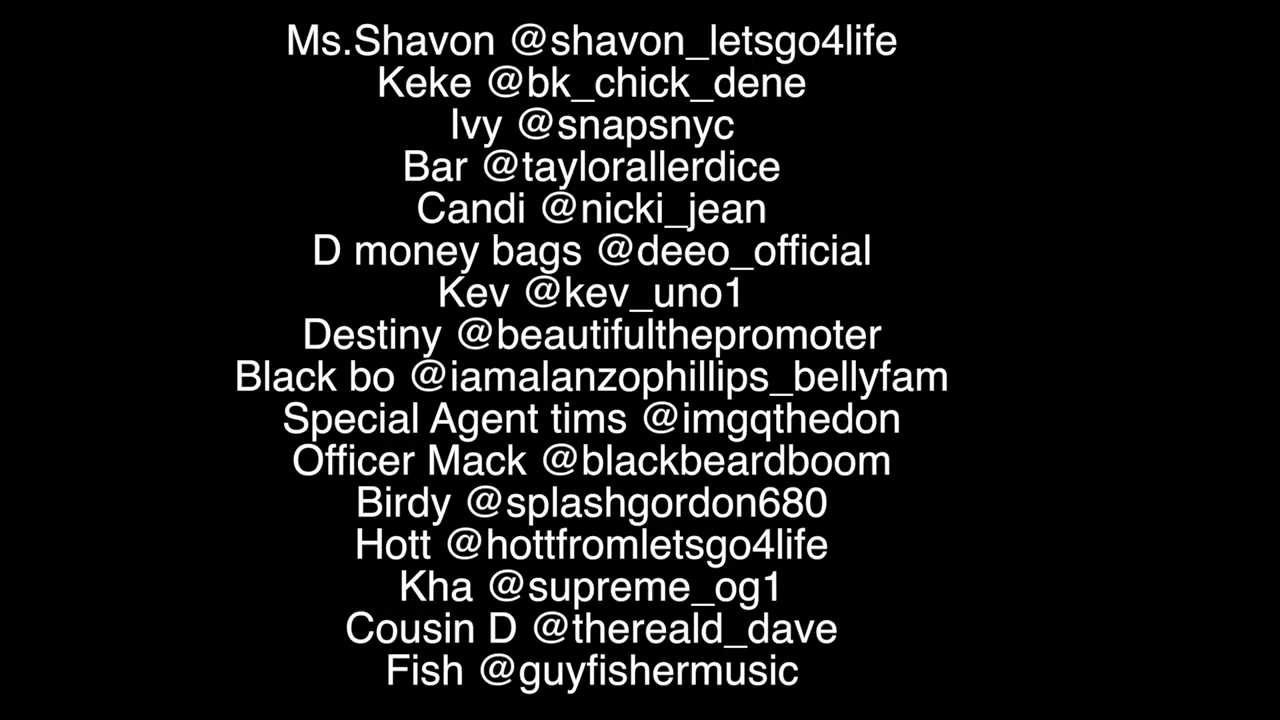 Ms.Shavon @shavon_letsgo4life
Keke @bk_chick_dene
Ivy @snapsnyc
Bar @taylorallerdice
Candi @nicki_jean
D money bags @deeo_official
Kev @kev_uno1
Destiny @beautifulthepromoter
Black bo @iamalanzophillips_bellyfam
Special Agent tims @imgqthedon
Officer Mack @blackbeardboom
Birdy @splashgordon680
Hott @hottfromletsgo4life
Kha @supreme_og1
Cousin D @thereald_dave
Fish @guyfishermusic